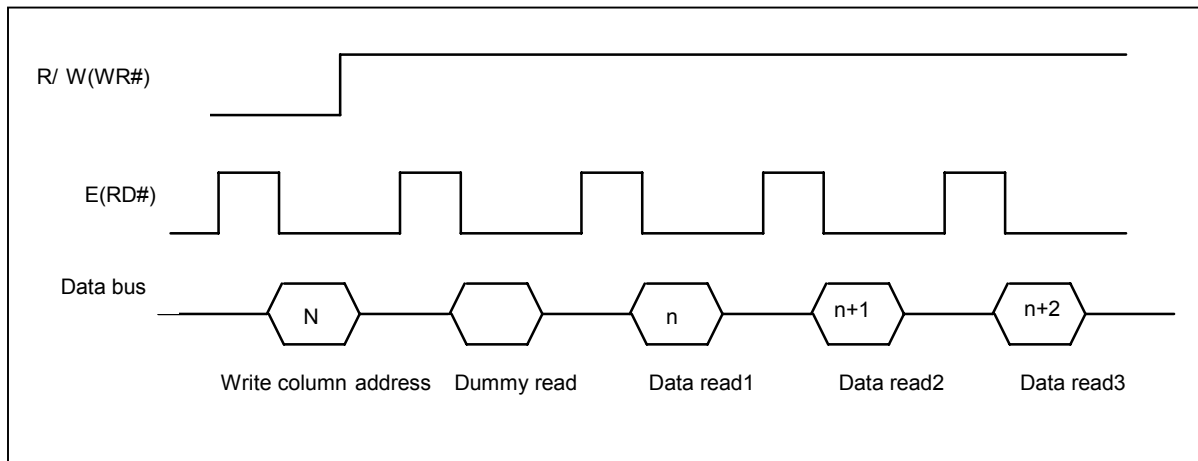 R/ W(WR#)
E(RD#)
Data bus
N
n
n+1
n+2
Write column address
Dummy read
Data read1
Data read2
Data read3